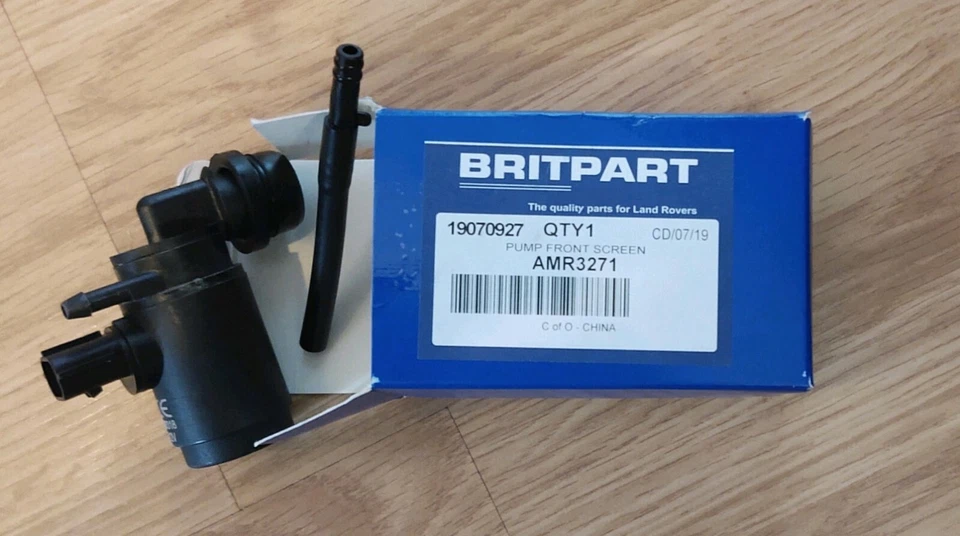 BRITPART
The quality parts for Land Rovers
19070927 QTY1 CD/07/19
PUMP FRONT SCREEN
AMR3271
C of O - CHINA